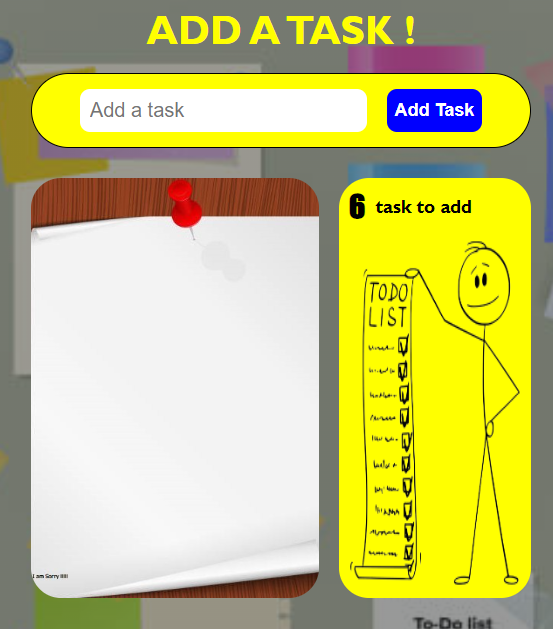 ADD A TASK !
Add a task
Add Task
6 task to add
TODO
LIST
I am Sorry !!!!!
To-Do list